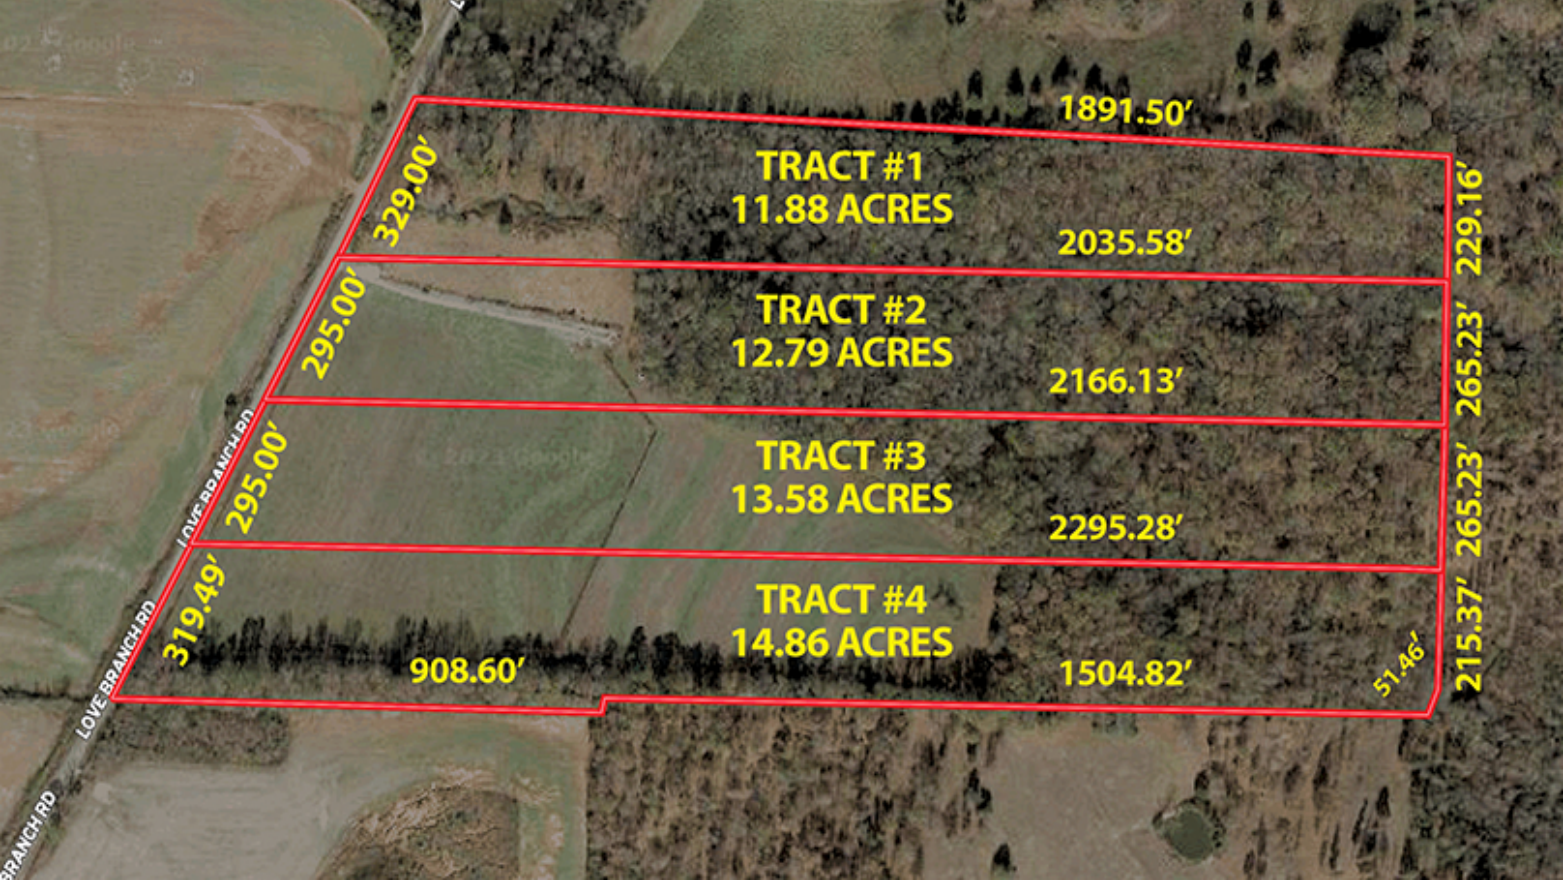 1891.50′
TRACT #1
11.88 ACRES
329.00′
229.16′
2035.58′
295.00′
TRACT #2
12.79 ACRES
265.23′
2166.13′
LOVE BRANCH RD
295.00′
TRACT #3
13.58 ACRES
265.23′
2295.28′
319.49′
TRACT #4
14.86 ACRES
215.37′
51.46′
908.60′
1504.82′
LOVE BRANCH RD
BRANCH RD
Google
Google